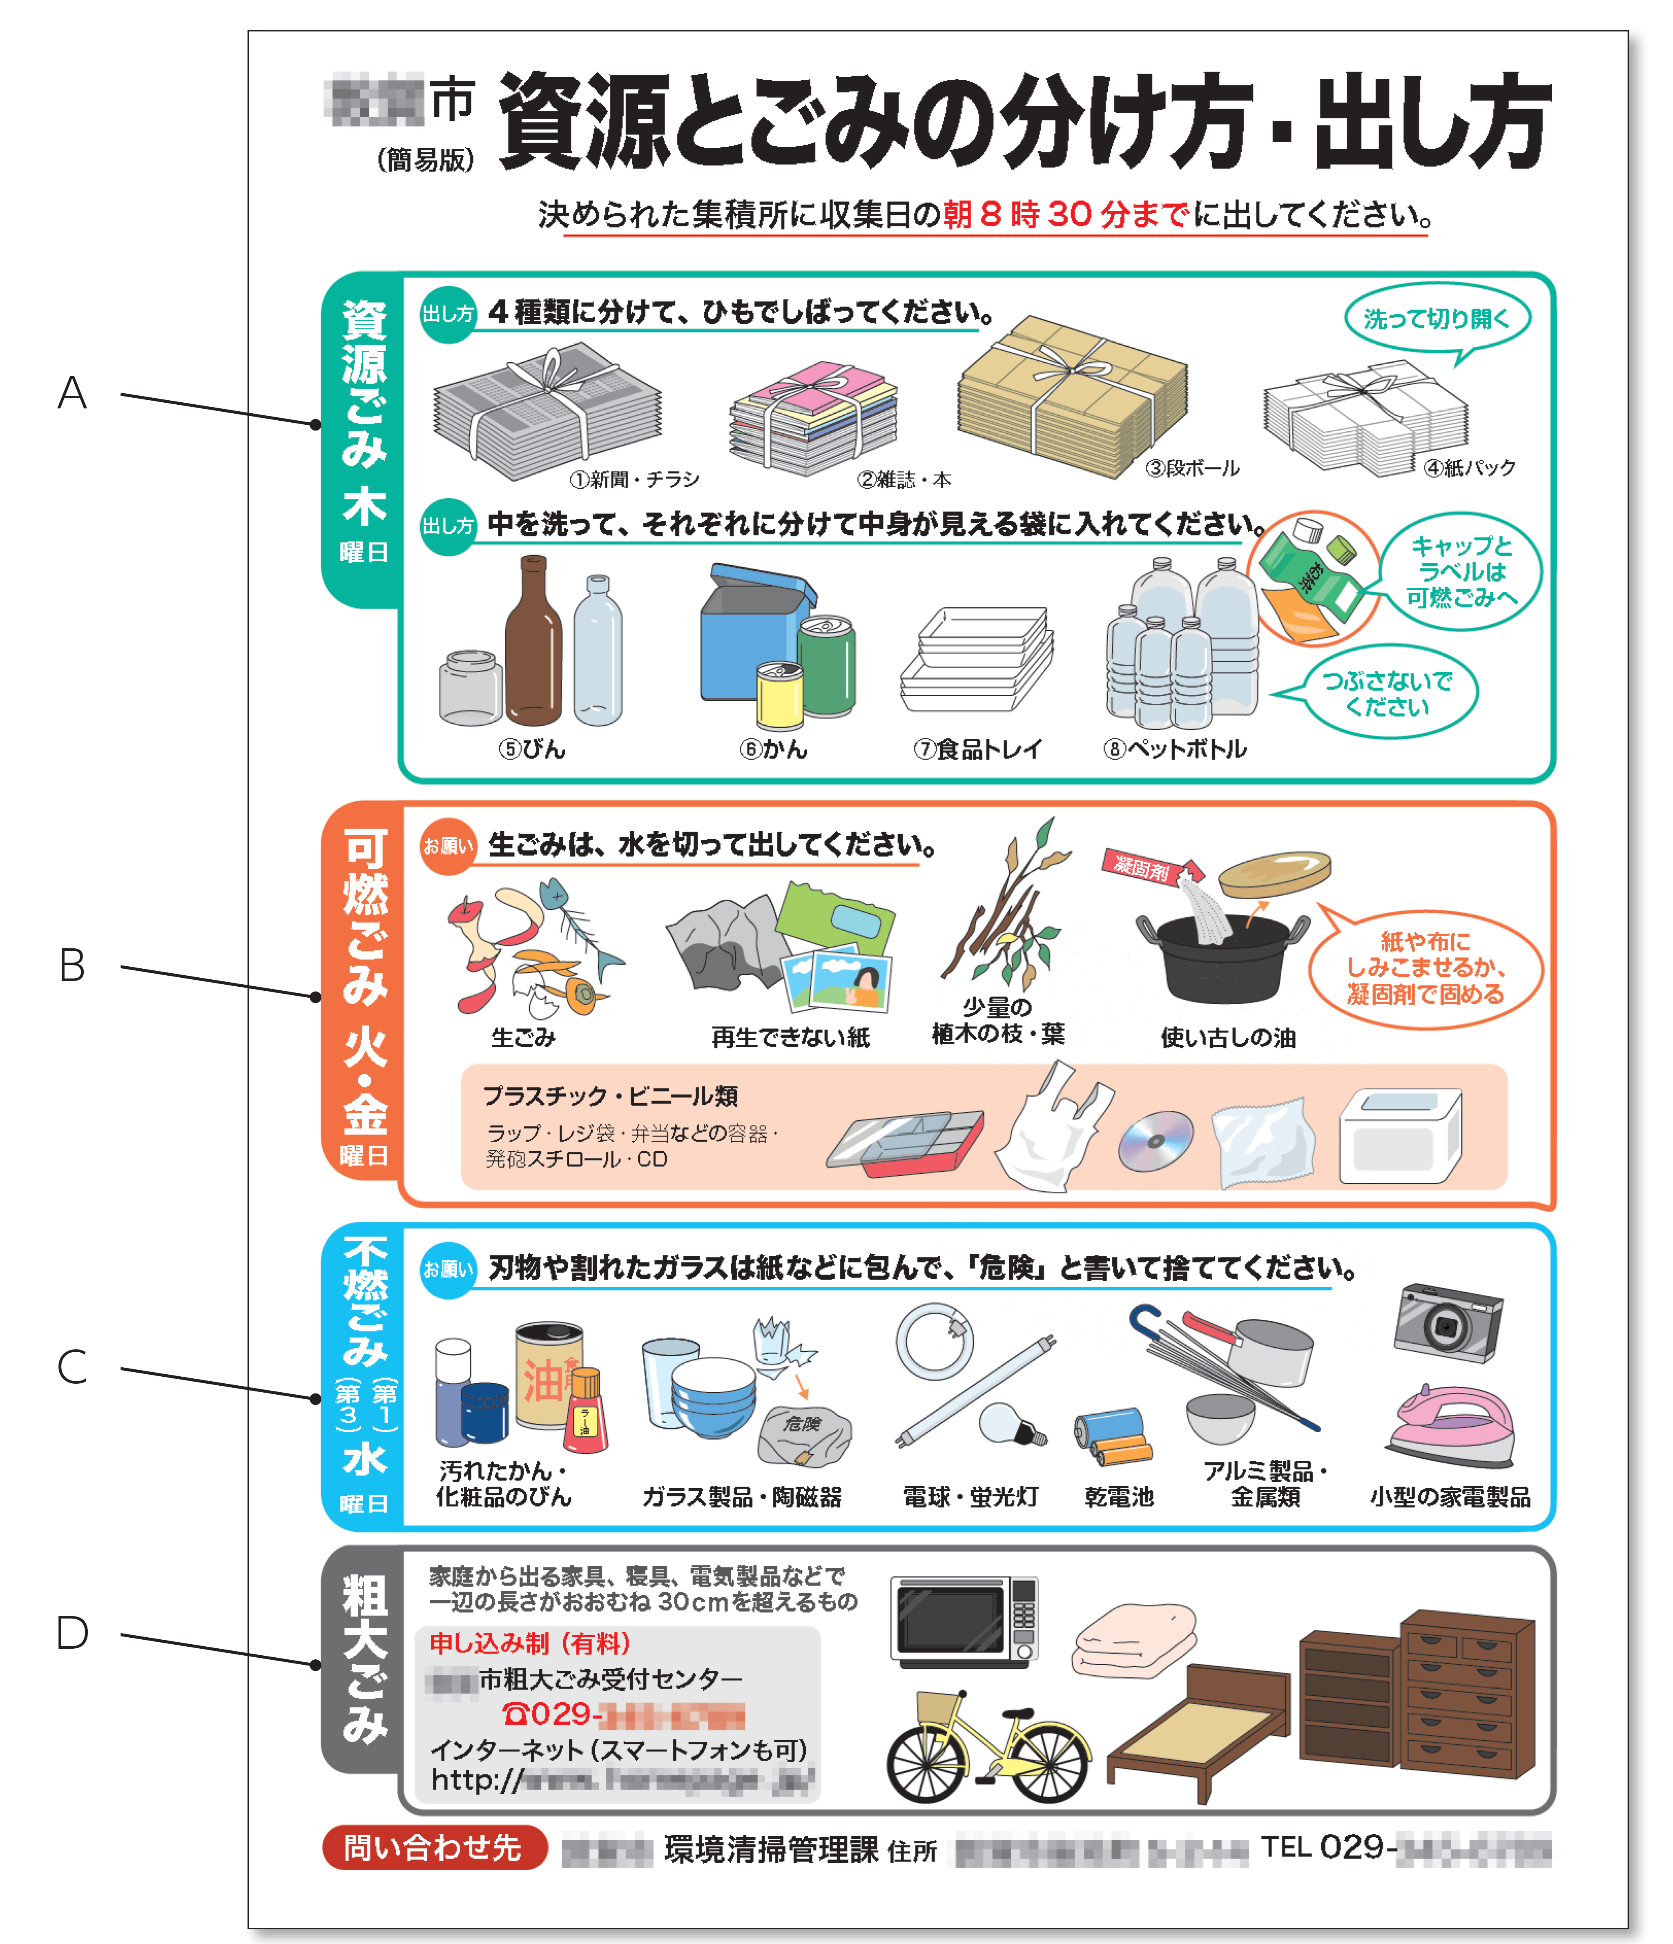 市
(簡易版)
資源とごみの分け方・出し方
決められた集積所に収集日の朝8時30分までに出してください。
A
資源ごみ 木曜日
出し方 4種類に分けて、ひもでしばってください。
洗って切り開く
①新聞・チラシ
②雑誌・本
③段ボール
④紙パック
出し方 中を洗って、それぞれに分けて中身が見える袋に入れてください。
お茶
キャップと
ラベルは
可燃ごみへ
つぶさないで
ください
⑤びん
⑥かん
⑦食品トレイ
⑧ペットボトル
B
可燃ごみ 火・金曜日
お願い 生ごみは、水を切って出してください。
凝固剤
紙や布に
しみこませるか、
凝固剤で固める
生ごみ
再生できない紙
少量の
植木の枝・葉
使い古しの油
プラスチック・ビニール類
ラップ・レジ袋・弁当などの容器・
発砲スチロール・CD
C
不燃ごみ (第1)(第3) 水曜日
お願い 刃物や割れたガラスは紙などに包んで、「危険」と書いて捨ててください。
油
ラー油
危険
汚れたかん・
化粧品のびん
ガラス製品・陶磁器
電球・蛍光灯
乾電池
アルミ製品・
金属類
小型の家電製品
D
粗大ごみ
家庭から出る家具、寝具、電気製品などで
一辺の長さがおおむね30cmを超えるもの
申し込み制(有料)
市粗大ごみ受付センター
☎029-
インターネット(スマートフォンも可)
http://
問い合わせ先 環境清掃管理課 住所 TEL 029-